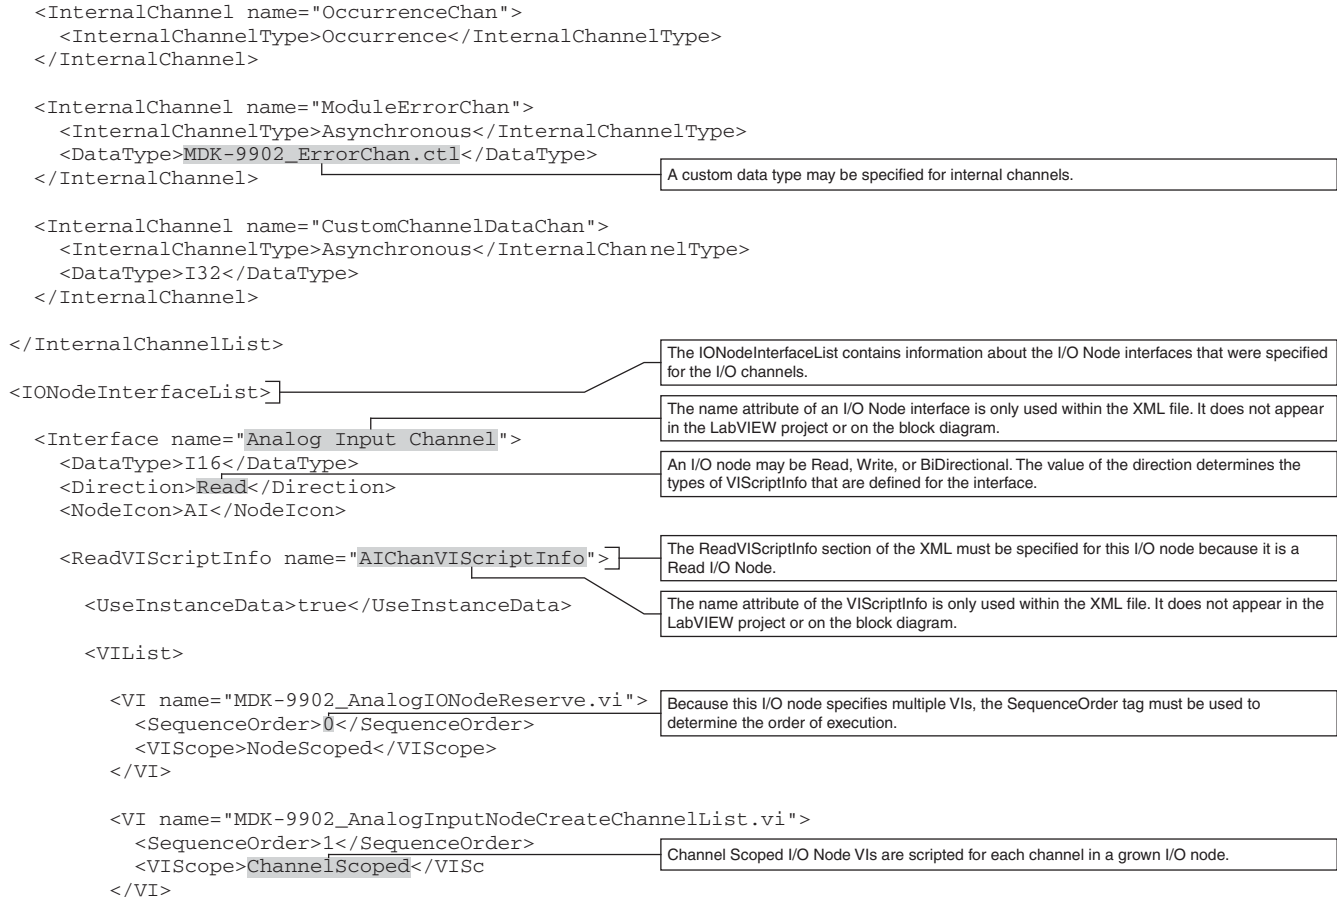 <InternalChannel name="OccurrenceChan">
<InternalChannelType>Occurrence</InternalChannelType>
</InternalChannel>
<InternalChannel name="ModuleErrorChan">
<InternalChannelType>Asynchronous</InternalChannelType>
<DataType>MDK-9902_ErrorChan.ctl</DataType>
</InternalChannel>
A custom data type may be specified for internal channels.
<InternalChannel name="CustomChannelDataChan">
<InternalChannelType>Asynchronous</InternalChannelType>
<DataType>I32</DataType>
</InternalChannel>
</InternalChannelList>
The IONodeInterfaceList contains information about the I/O Node interfaces that were specified
for the I/O channels.
<IONodeInterfaceList>
The name attribute of an I/O Node interface is only used within the XML file. It does not appear
in the LabVIEW project or on the block diagram.
<Interface name="Analog Input Channel">
<DataType>I16</DataType>
<Direction>Read</Direction>
<NodeIcon>AI</NodeIcon>
An I/O node may be Read, Write, or BiDirectional. The value of the direction determines the
types of VIScriptInfo that are defined for the interface.
<ReadVIScriptInfo name="AIChanVIScriptInfo">
The ReadVIScriptInfo section of the XML must be specified for this I/O node because it is a
Read I/O Node.
<UseInstanceData>true</UseInstanceData>
The name attribute of the VIScriptInfo is only used within the XML file. It does not appear in the
LabVIEW project or on the block diagram.
<VIList>
<VI name="MDK-9902_AnalogIONodeReserve.vi">
<SequenceOrder>0</SequenceOrder>
<VIScope>NodeScoped</VIScope>
</VI>
Because this I/O node specifies multiple VIs, the SequenceOrder tag must be used to
determine the order of execution.
<VI name="MDK-9902_AnalogInputNodeCreateChannelList.vi">
<SequenceOrder>1</SequenceOrder>
<VIScope>ChannelScoped</VISc
</VI>
Channel Scoped I/O Node VIs are scripted for each channel in a grown I/O node.